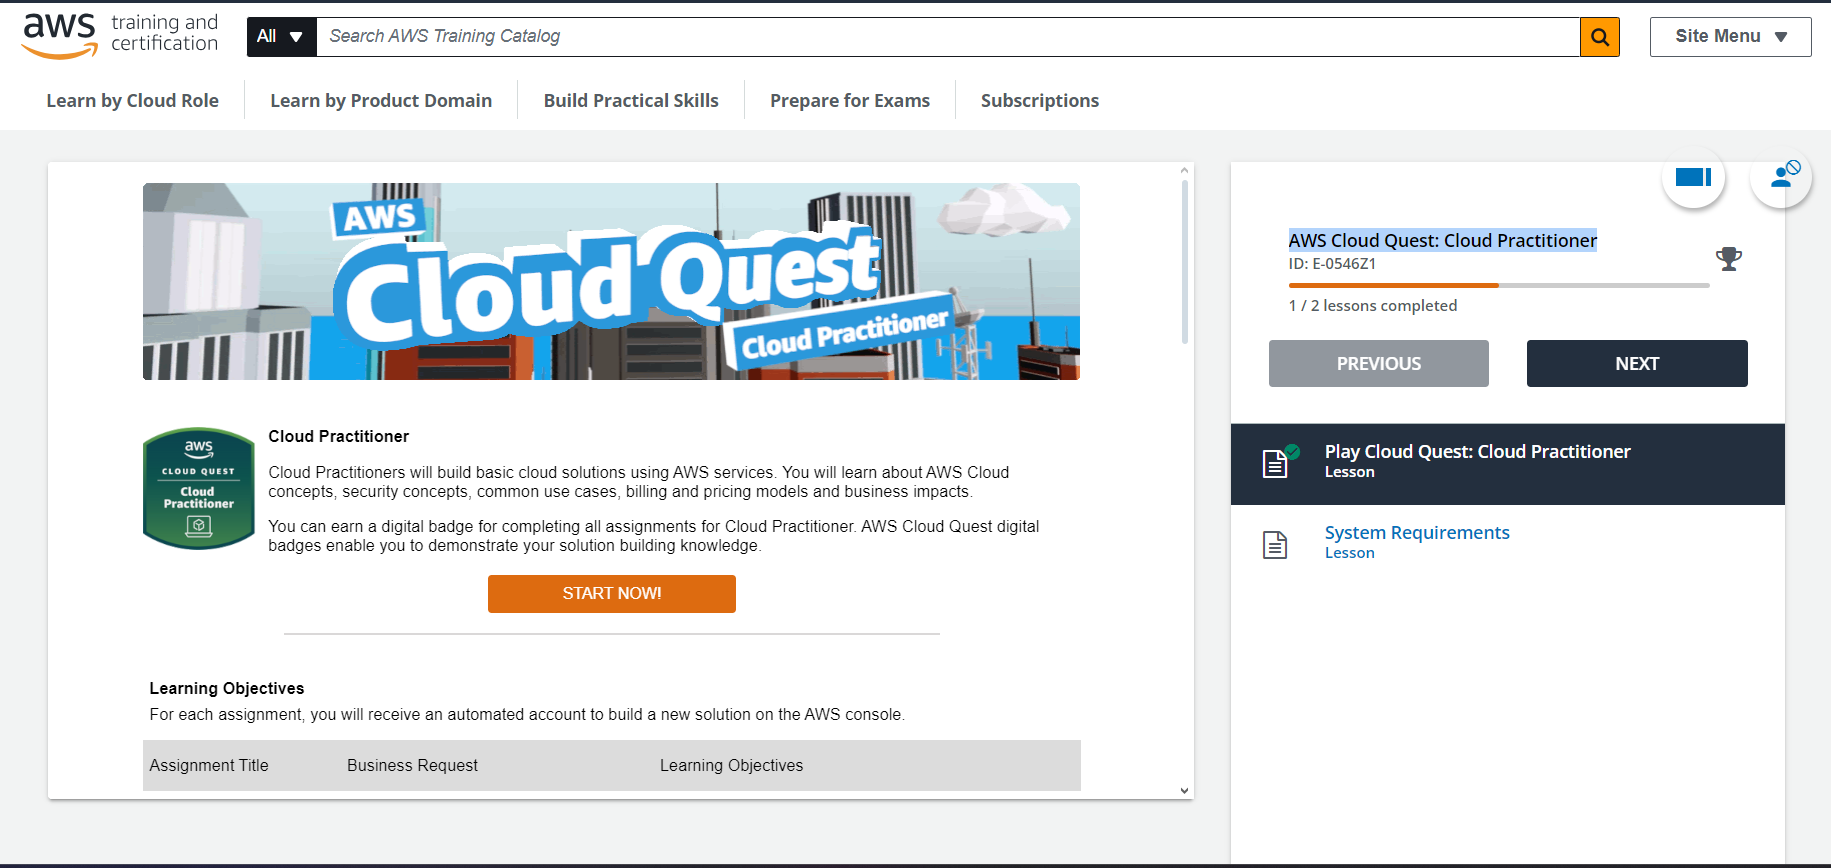 aws training and
certification
All
Search AWS Training Catalog
Site Menu
Learn by Cloud Role
Learn by Product Domain
Build Practical Skills
Prepare for Exams
Subscriptions
AWS
Cloud Quest
Cloud Practitioner
aws
CLOUD QUEST
Cloud
Practitioner
Cloud Practitioner
Cloud Practitioners will build basic cloud solutions using AWS services. You will learn about AWS Cloud
concepts, security concepts, common use cases, billing and pricing models and business impacts.
You can earn a digital badge for completing all assignments for Cloud Practitioner. AWS Cloud Quest digital
badges enable you to demonstrate your solution building knowledge.
START NOW!
Learning Objectives
For each assignment, you will receive an automated account to build a new solution on the AWS console.
Assignment Title
Business Request
Learning Objectives
AWS Cloud Quest: Cloud Practitioner
ID: E-0546Z1
1 / 2 lessons completed
PREVIOUS
NEXT
Play Cloud Quest: Cloud Practitioner
Lesson
System Requirements
Lesson